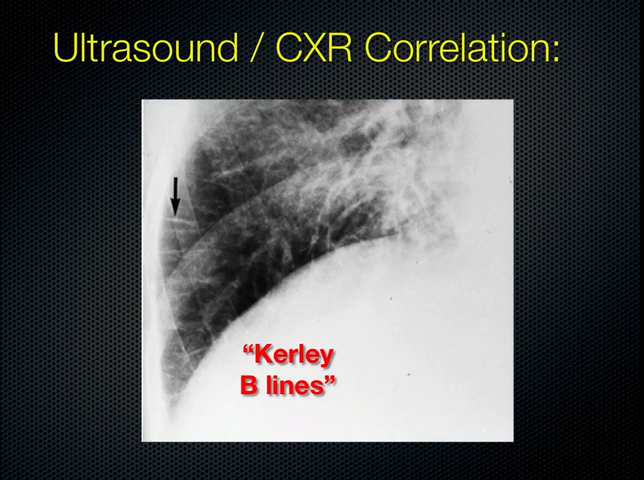 Ultrasound / CXR Correlation:
“Kerley
B lines”